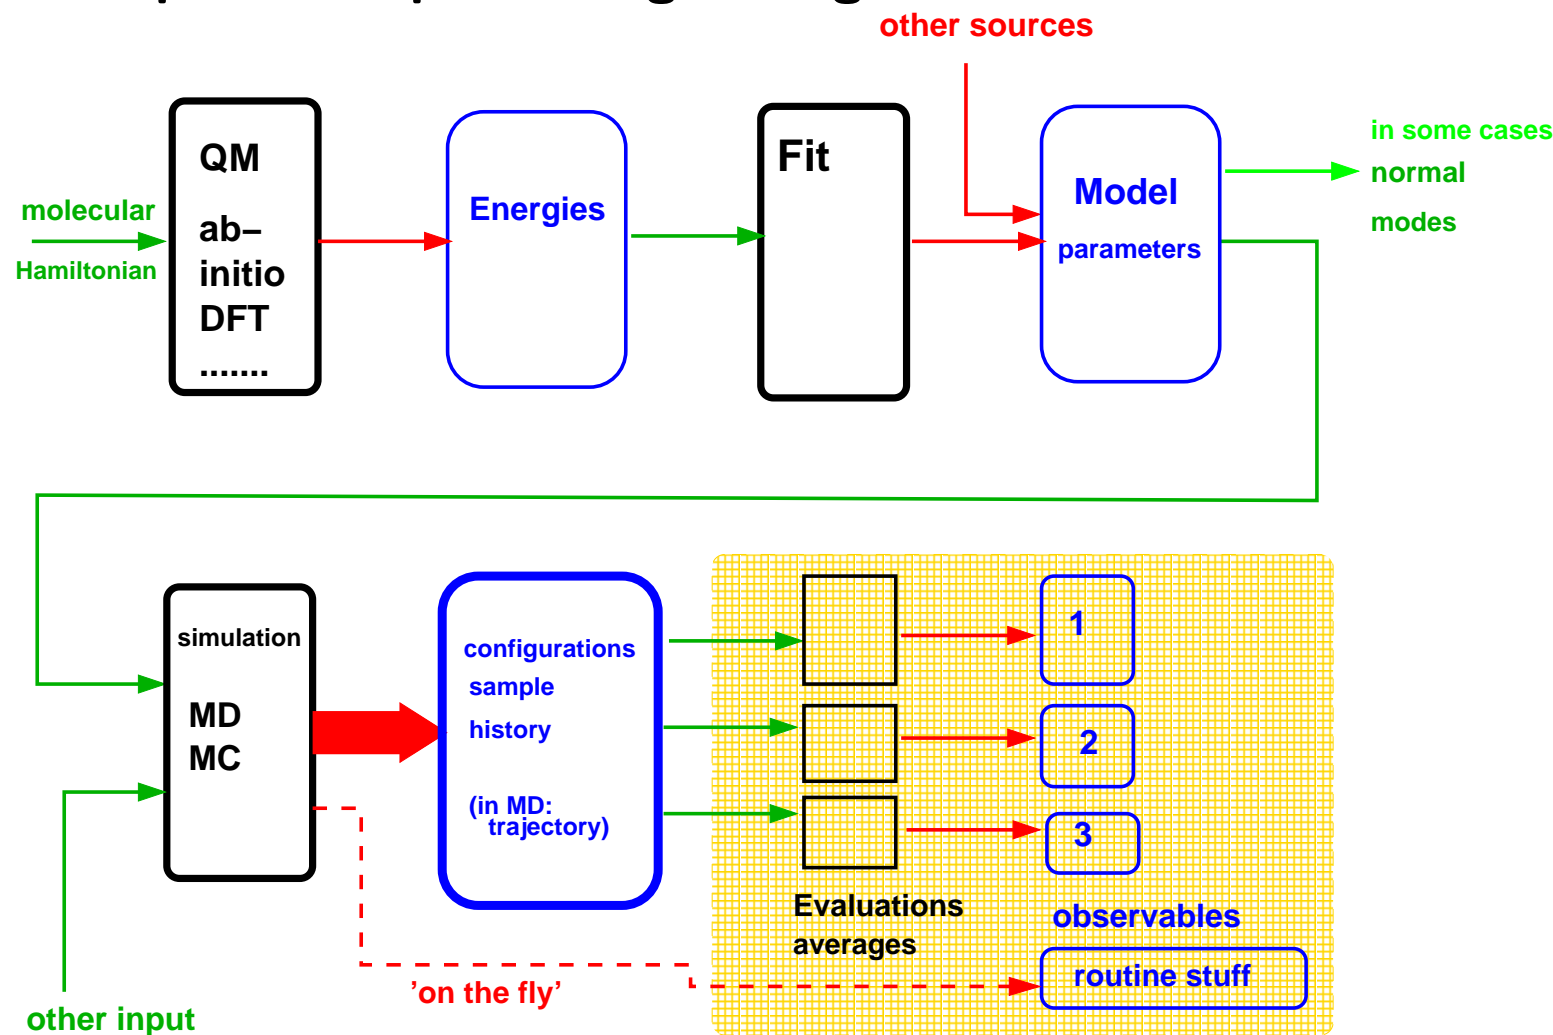 other sources
QM
ab–
initio
DFT
.......
molecular
Hamiltonian
Energies
Fit
Model
parameters
in some cases
normal
modes
simulation
MD
MC
configurations
sample
history
(in MD:
trajectory)
1
2
3
Evaluations
averages
observables
routine stuff
’on the fly’
other input